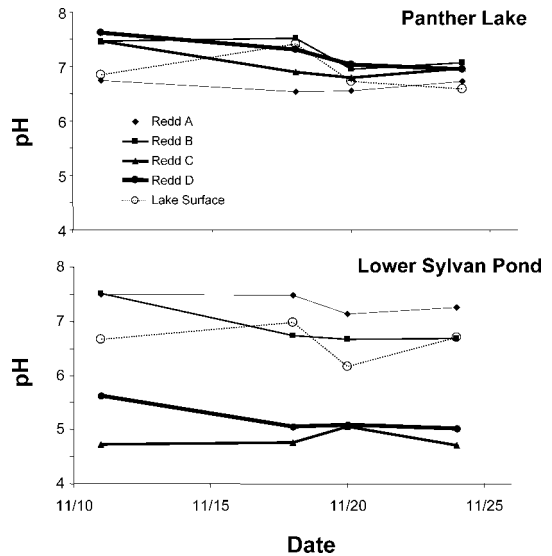 Panther Lake
8
7
6
5
4
pH
Redd A
Redd B
Redd C
Redd D
Lake Surface
Lower Sylvan Pond
8
7
6
5
4
pH
11/10
11/15
11/20
11/25
Date